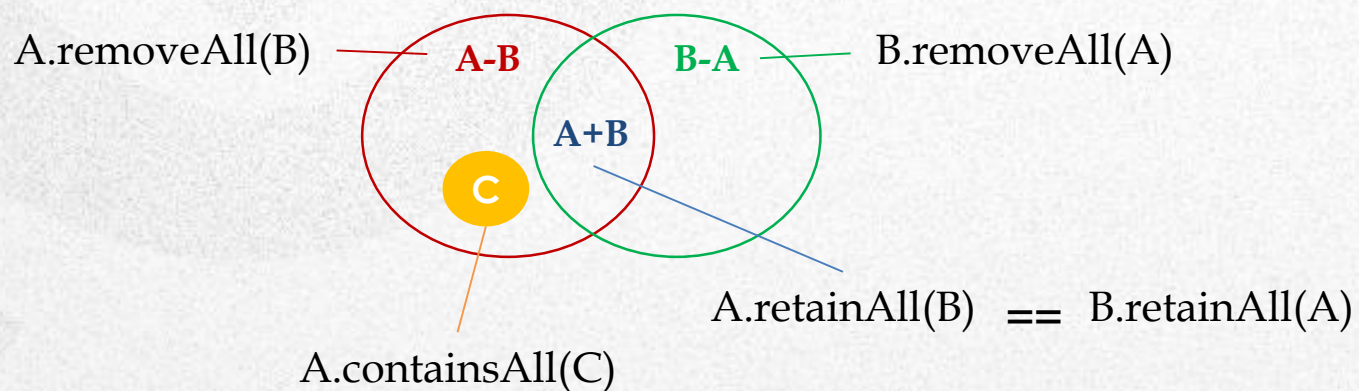 A.removeAll(B)
A-B
B-A
B.removeAll(A)
A+B
C
A.retainAll(B) == B.retainAll(A)
A.containsAll(C)